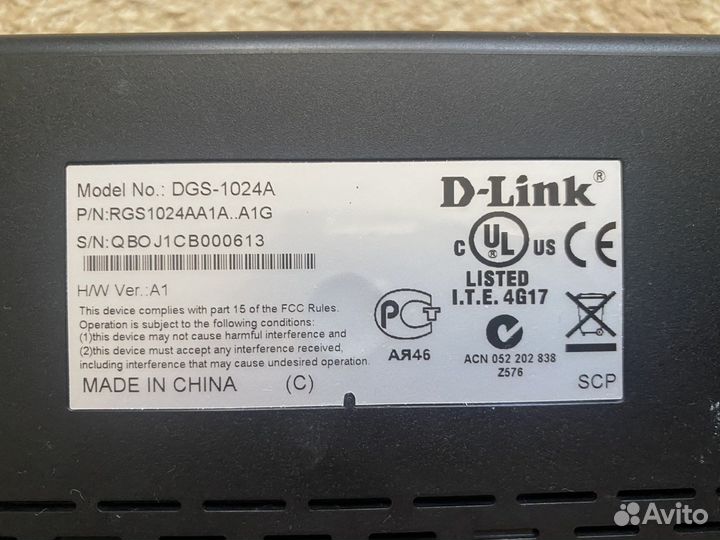 Model No.: DGS-1024A
P/N:RGS1024AA1A..A1G
S/N:QBOJ1CB000613
H/W Ver.:A1
This device complies with part 15 of the FCC Rules.
Operation is subject to the following conditions:
(1)this device may not cause harmful interference and
(2)this device must accept any interference received,
including interference that may cause undesired operation.
MADE IN CHINA (C)
D-Link®
C UL US CE
LISTED
I.T.E. 4G17
РСТ
АЯ46
ACN 052 202 838
Z576
SCP
Avito